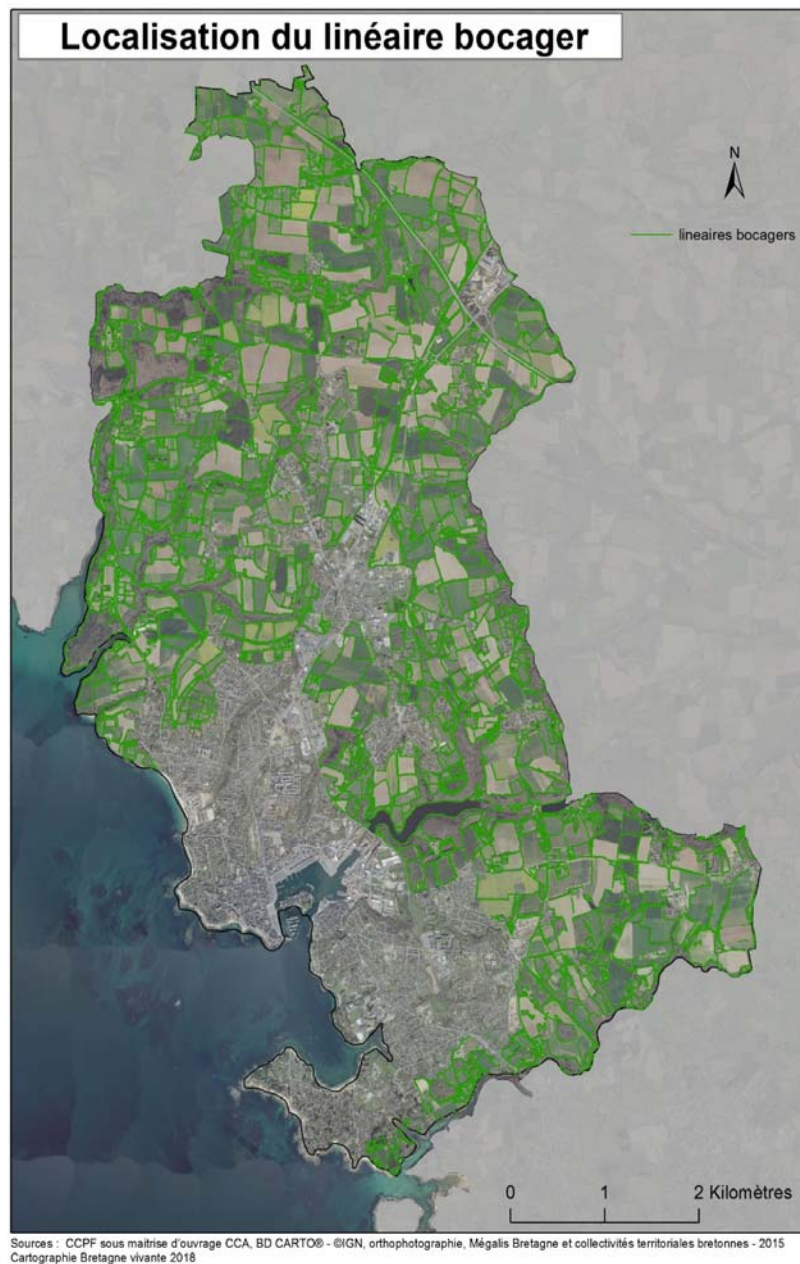 Localisation du linéaire bocager
N
lineaires bocagers
0 1 2 Kilomètres
Sources : CCPF sous maitrise d'ouvrage CCA, BD CARTO® - ©IGN, orthophotographie, Mégalis Bretagne et collectivités territoriales bretonnes - 2015
Cartographie Bretagne vivante 2018